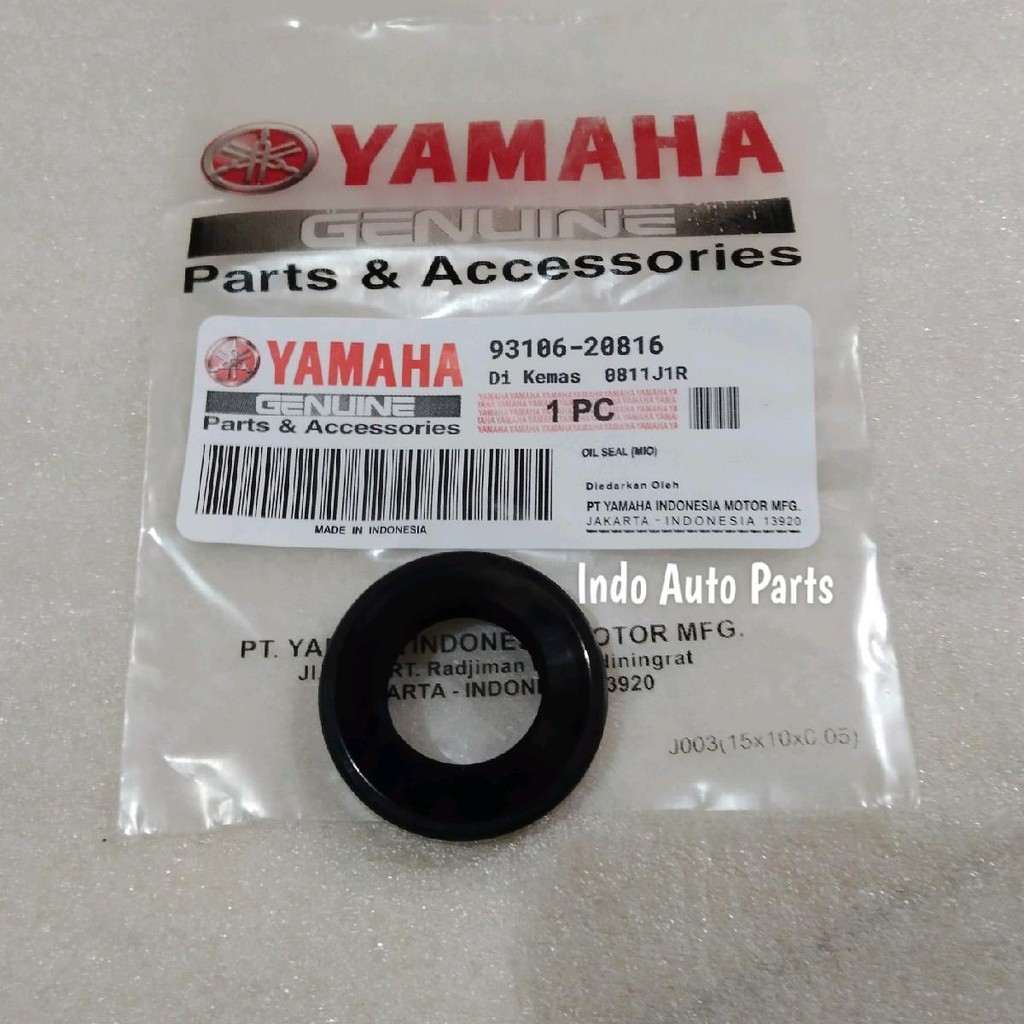 YAMAHA
GENUINE
Parts & Accessories
YAMAHA
GENUINE
Parts & Accessories
93106-20816
Di Kemas 0811J1R
1 PC
OIL SEAL (MIO)
Diedarkan Oleh
PT YAMAHA INDONESIA MOTOR MFG.
JAKARTA - INDONESIA 13920
MADE IN INDONESIA
Indo Auto Parts
PT. MOTOR MFG.
RT. Radjiman
- 13920
J003(15x10x0.05)